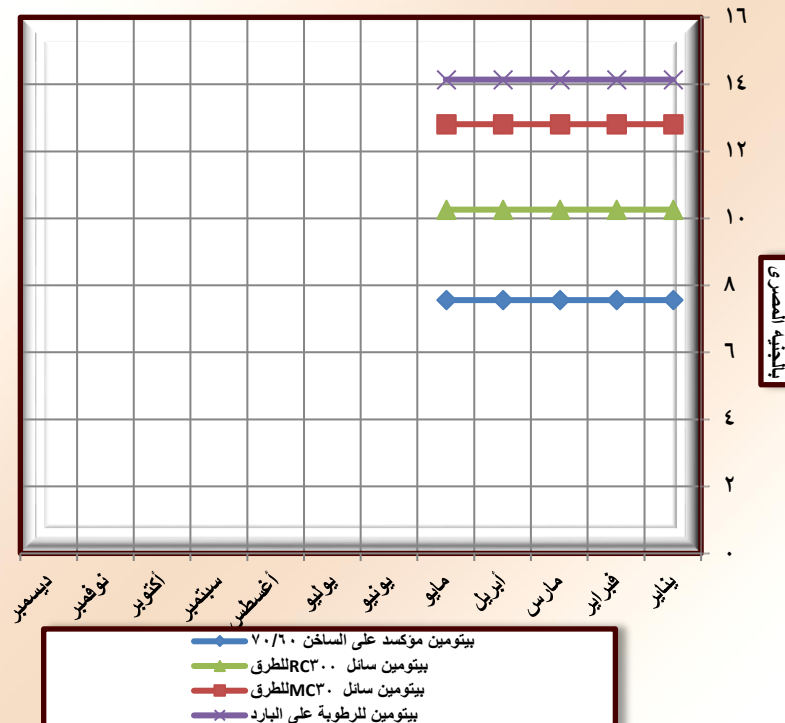 ١٦
١٤
١٢
١٠
٨
٦
٤
٢
٠
بالجنيه المصرى
يناير
فبراير
مارس
أبريل
مايو
يونيو
يوليو
أغسطس
سبتمبر
أكتوبر
نوفمبر
ديسمبر
بيتومين مؤكسد على الساخن ٧٠/٦٠
بيتومين سائل RC٣٠٠للطرق
بيتومين سائل MC٣٠للطرق
بيتومين للرطوبة على البارد